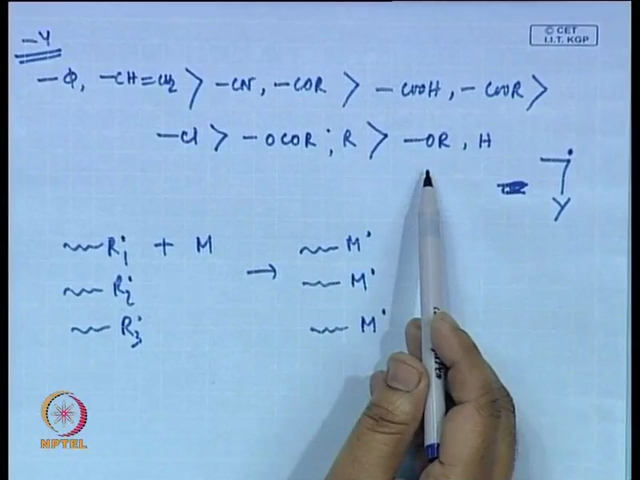 -Y
© CET
I.I.T. KGP
-Φ, -CH=CH₂ > -CN, -COR > -COOH, -COOR >
-Cl > -OCOR; R > -OR, H
Y
~R₁• + M → ~M•
~R₂• ~M•
~R₃• ~M•
NPTEL